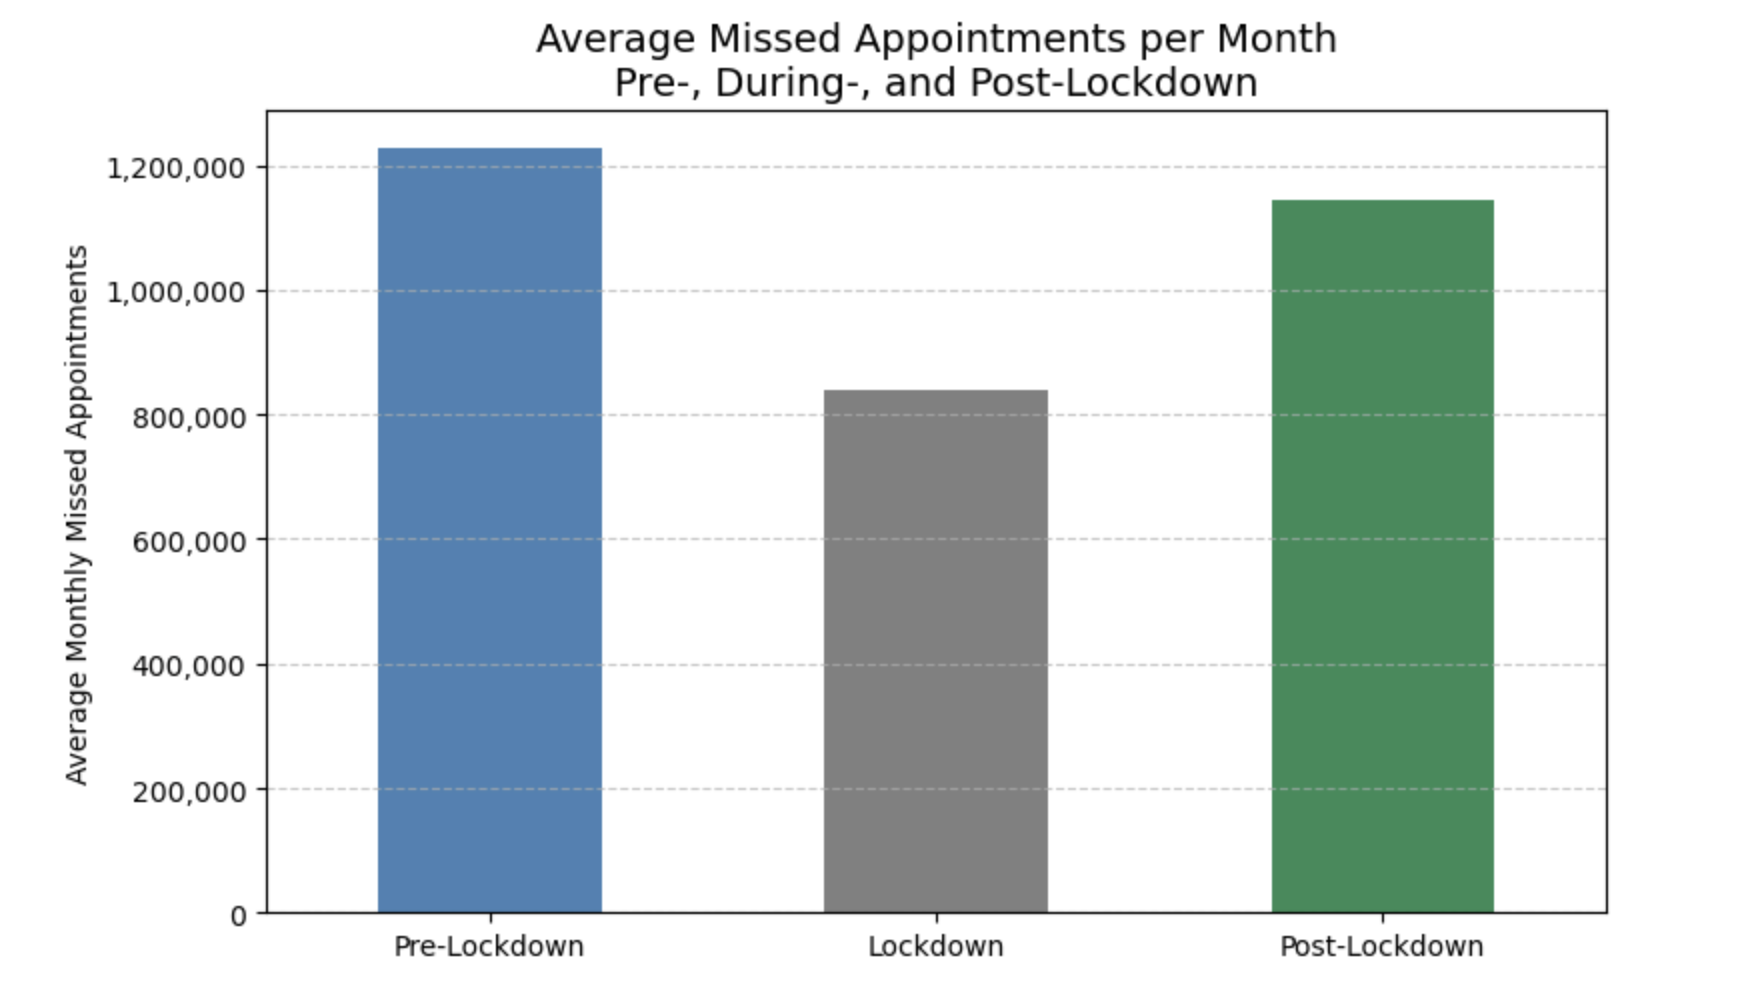 Average Missed Appointments per Month
Pre-, During-, and Post-Lockdown
Average Monthly Missed Appointments
1,200,000
1,000,000
800,000
600,000
400,000
200,000
0
Pre-Lockdown
Lockdown
Post-Lockdown